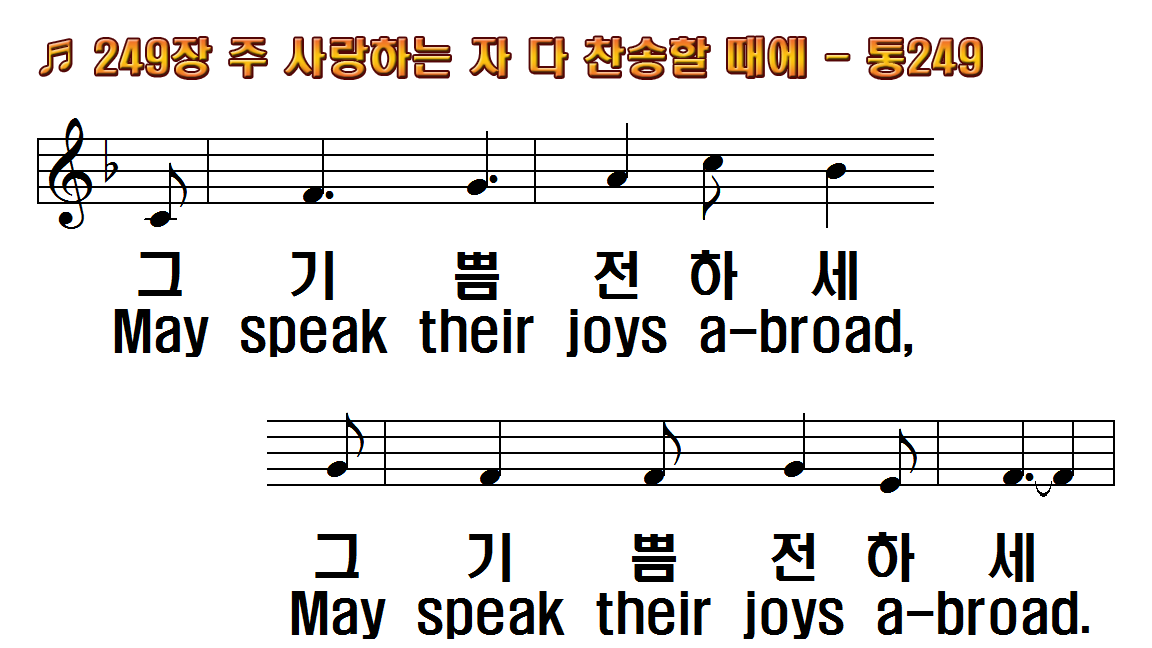 ♬ 249장 주 사랑하는 자 다 찬송할 때에 - 통249
그 기 쁨 전 하 세
May speak their joys a-broad,
그 기 쁨 전 하 세
May speak their joys a-broad.